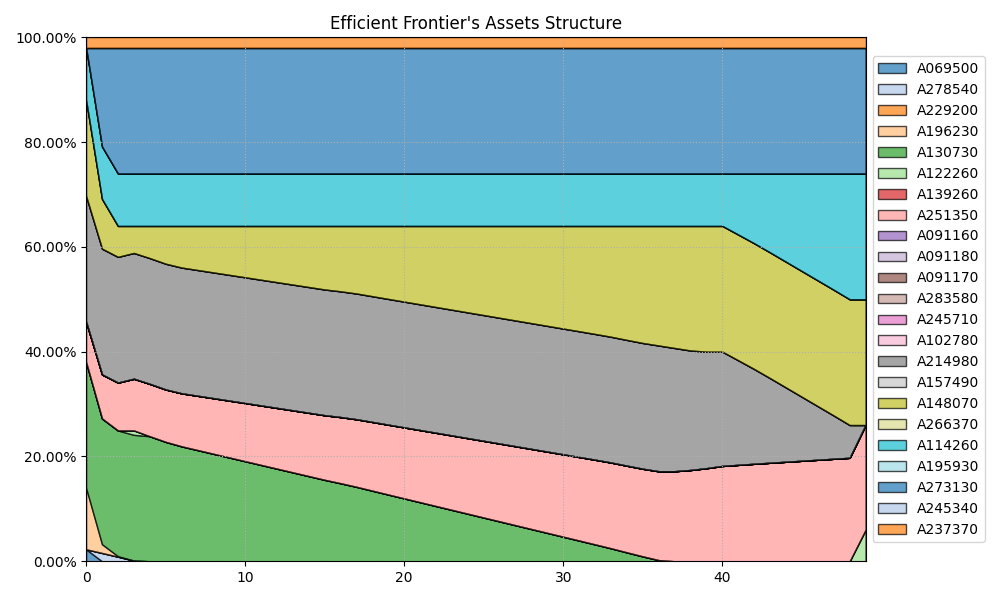 Efficient Frontier's Assets Structure
100.00%
80.00%
60.00%
40.00%
20.00%
0.00%
0
10
20
30
40
A069500
A278540
A229200
A196230
A130730
A122260
A139260
A251350
A091160
A091180
A091170
A283580
A245710
A102780
A214980
A157490
A148070
A266370
A114260
A195930
A273130
A245340
A237370